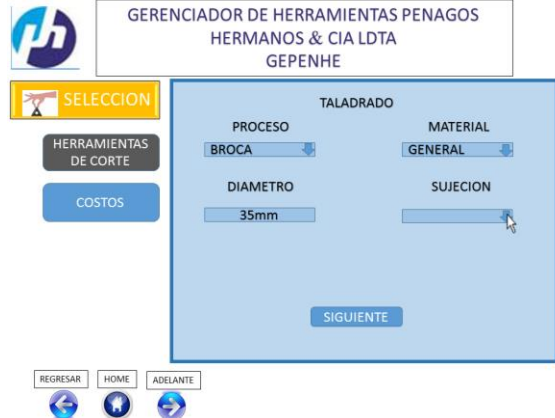 GERENCIADOR DE HERRAMIENTAS PENAGOS
HERMANOS & CIA LDTA
GEPENHE
SELECCION
HERRAMIENTAS
DE CORTE
COSTOS
TALADRADO
PROCESO
MATERIAL
BROCA
GENERAL
DIAMETRO
SUJECION
35mm
SIGUIENTE
REGRESAR
HOME
ADELANTE